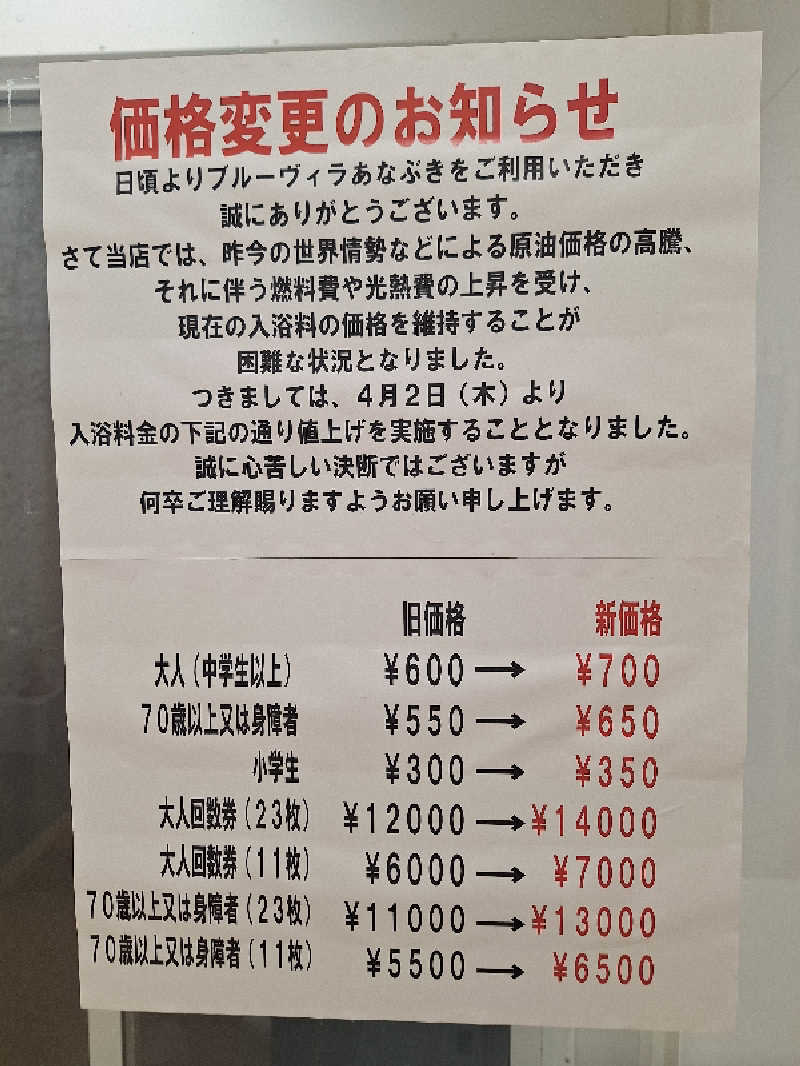 価格変更のお知らせ
日頃よりブルーヴィラあなぶきをご利用いただき
誠にありがとうございます。
さて当店では、昨今の世界情勢などによる原油価格の高騰、
それに伴う燃料費や光熱費の上昇を受け、
現在の入浴料の価格を維持することが
困難な状況となりました。
つきましては、4月2日（木）より
入浴料金の下記の通り値上げを実施することとなりました。
誠に心苦しい決断ではございますが
何卒ご理解賜りますようお願い申し上げます。
旧価格 新価格
大人（中学生以上） ¥600→ ¥700
70歳以上又は身障者 ¥550→ ¥650
小学生 ¥300→ ¥350
大人回数券（23枚） ¥12000→¥14000
大人回数券（11枚） ¥6000→ ¥7000
70歳以上又は身障者（23枚） ¥11000→¥13000
70歳以上又は身障者（11枚） ¥5500→ ¥6500